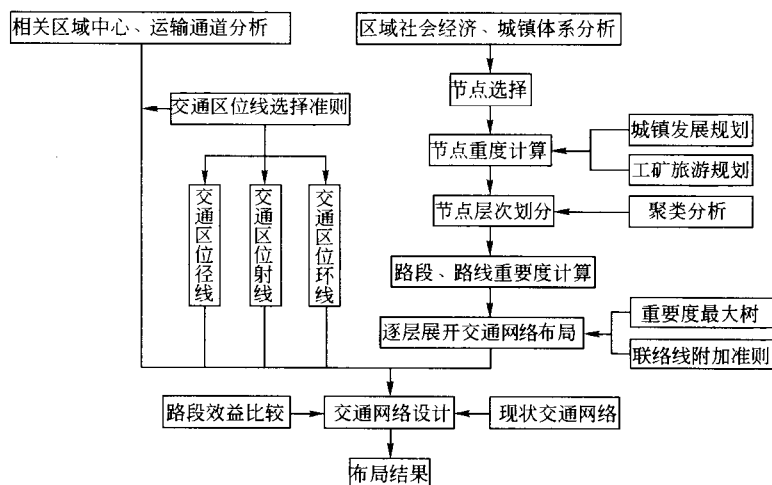 相关区域中心、运输通道分析
区域社会经济、城镇体系分析
节点选择
交通区位线选择准则
城镇发展规划
节点重度计算
工矿旅游规划
交通区位径线
交通区位射线
交通区位环线
节点层次划分
聚类分析
路段、路线重要度计算
重要度最大树
逐层展开交通网络布局
联络线附加准则
路段效益比较
交通网络设计
现状交通网络
布局结果